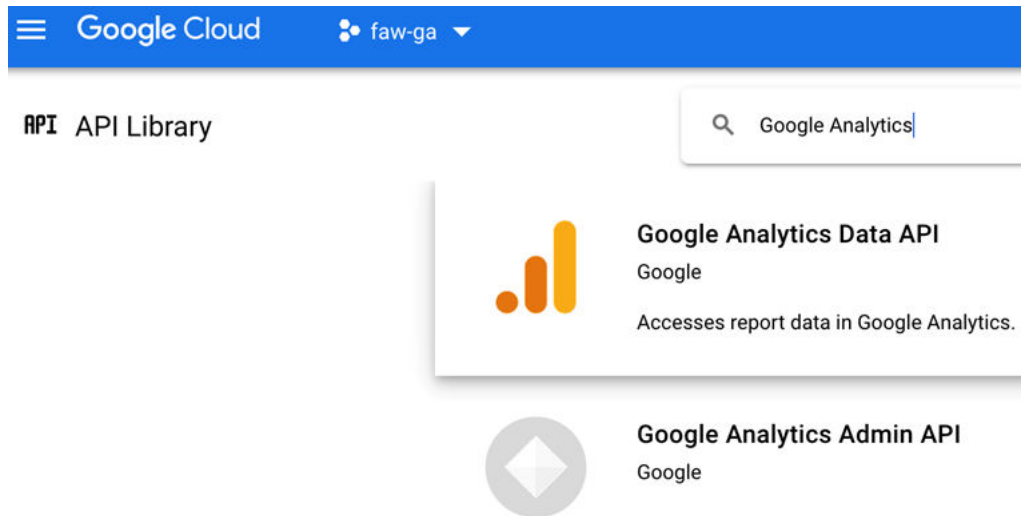 Google Cloud faw-ga
API API Library
Google Analytics
Google Analytics Data API
Google
Accesses report data in Google Analytics.
Google Analytics Admin API
Google